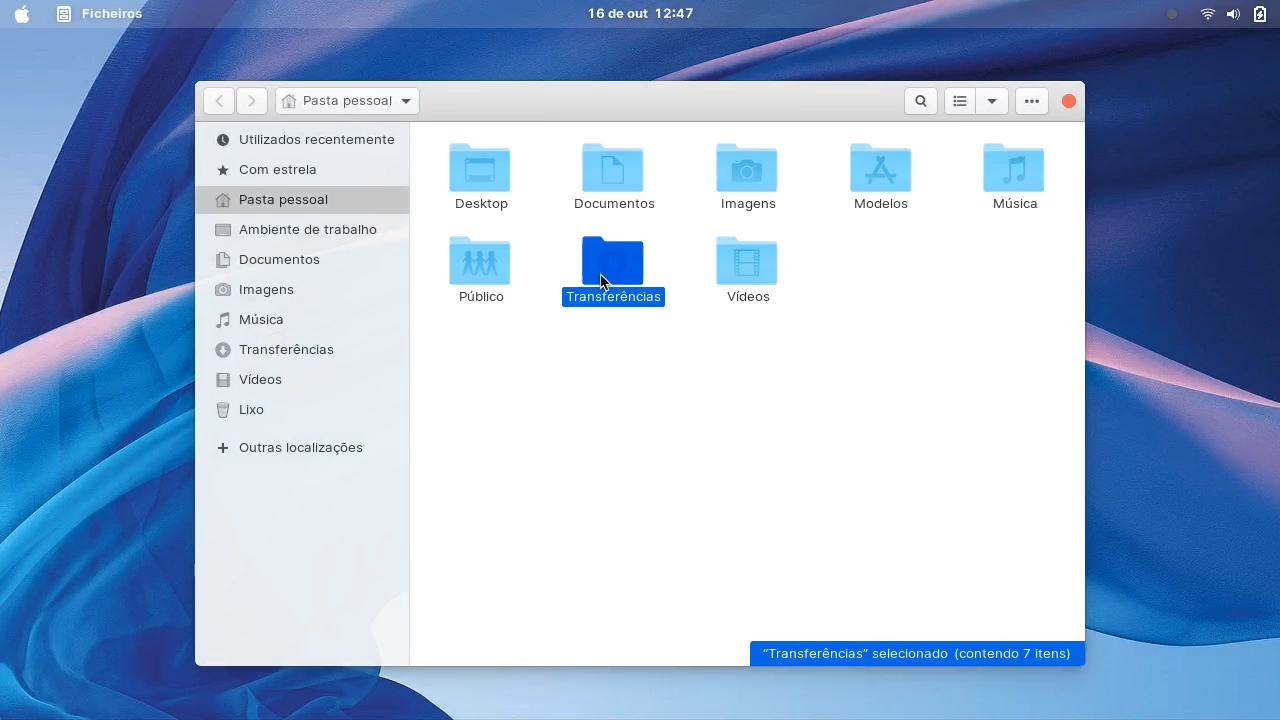 Ficheiros
16 de out 12:47
Pasta pessoal
Utilizados recentemente
Com estrela
Pasta pessoal
Ambiente de trabalho
Documentos
Imagens
Música
Transferências
Vídeos
Lixo
Outras localizações
Desktop
Documentos
Imagens
Modelos
Música
Público
Transferências
Vídeos
“Transferências” selecionado (contendo 7 itens)